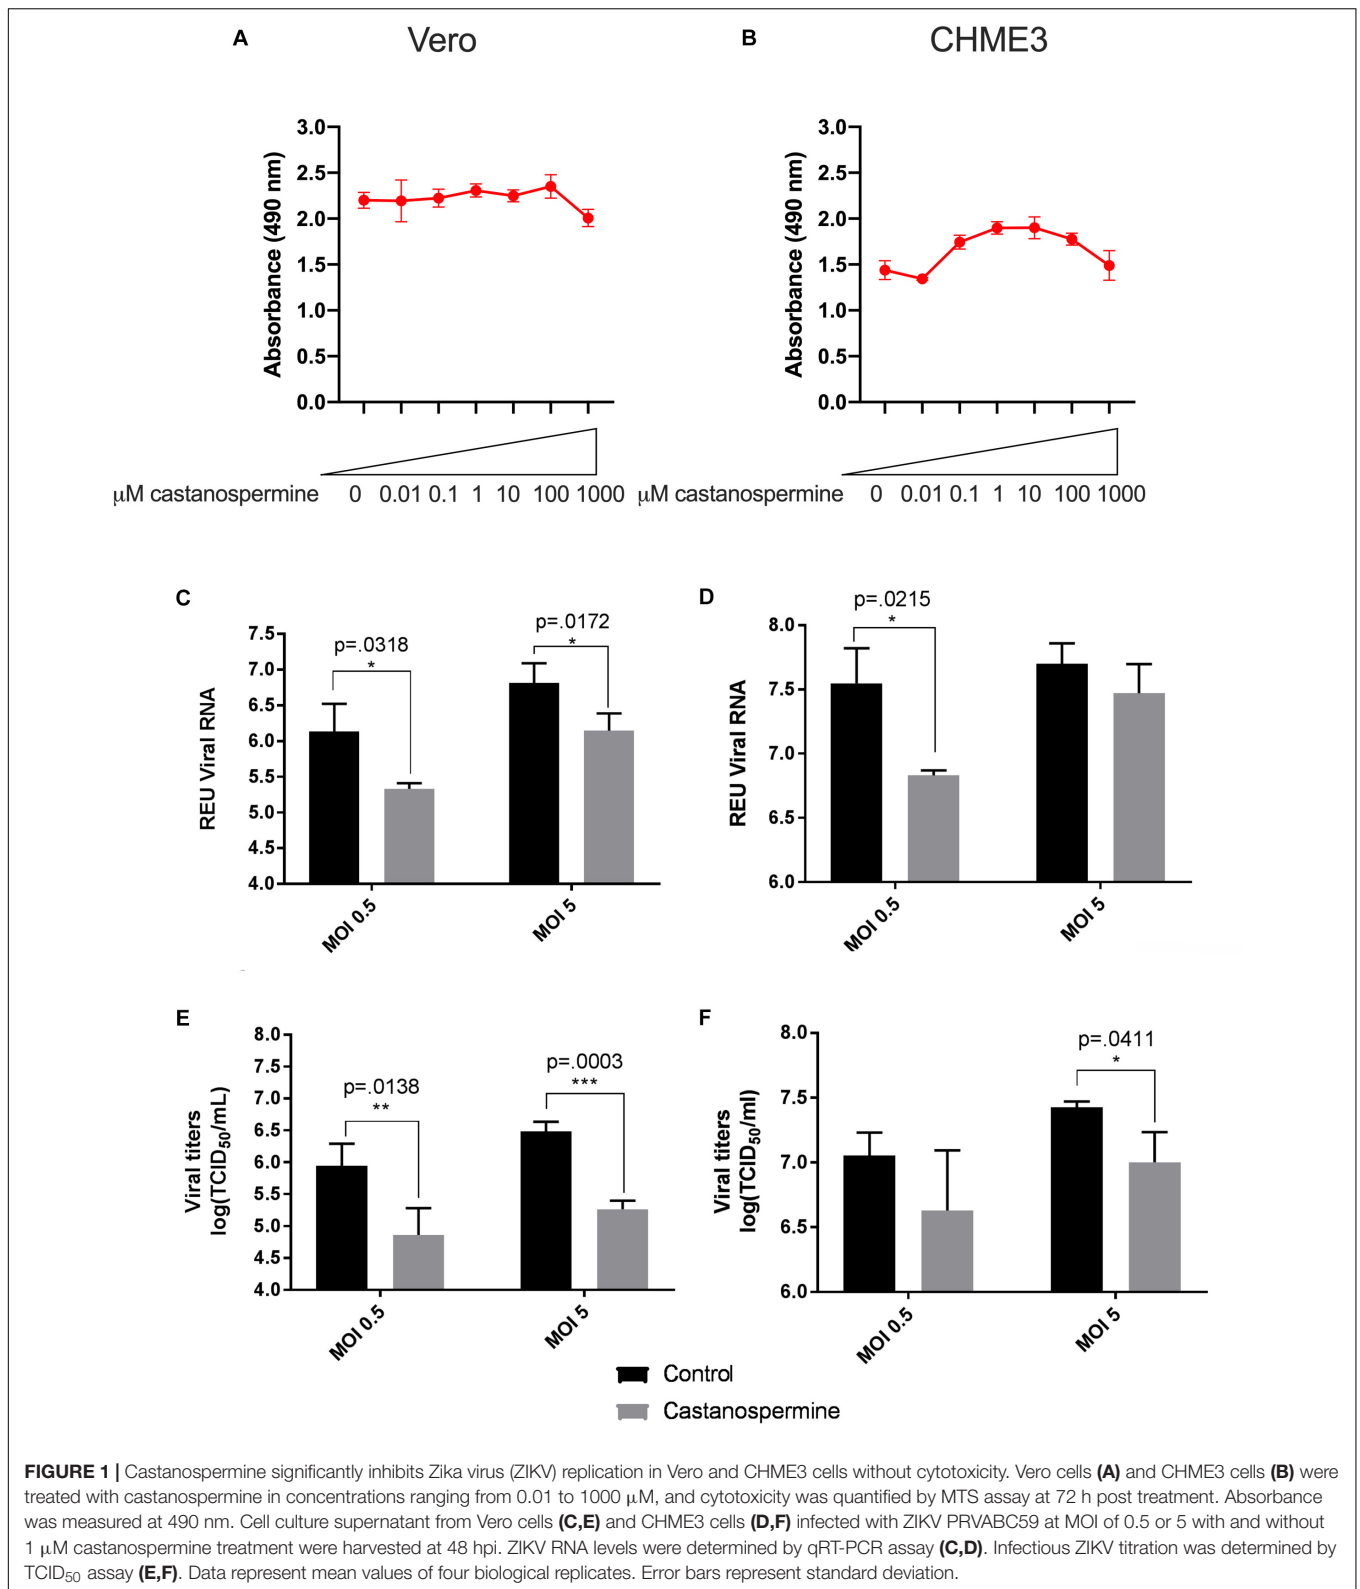 A Vero B CHME3
3.0 3.0
2.5 2.5
2.0 2.0
1.5 1.5
1.0 1.0
0.5 0.5
0.0 0.0
Absorbance (490 nm) Absorbance (490 nm)
μM castanospermine 0 0.01 0.1 1 10 100 1000 μM castanospermine 0 0.01 0.1 1 10 100 1000
C
p=.0318
*
p=.0172
*
7.5
7.0
6.5
6.0
5.5
5.0
4.5
4.0
REU Viral RNA
MOI 0.5 MOI 5
D
p=.0215
*
8.0
7.5
7.0
6.5
6.0
REU Viral RNA
MOI 0.5 MOI 5
E
p=.0138
**
p=.0003
***
8.0
7.5
7.0
6.5
6.0
5.5
5.0
4.5
4.0
Viral titers
log(TCID50/mL)
MOI 0.5 MOI 5
F
p=.0411
*
8.0
7.5
7.0
6.5
6.0
Viral titers
log(TCID50/ml)
MOI 0.5 MOI 5
Control
Castanospermine
FIGURE 1 | Castanospermine significantly inhibits Zika virus (ZIKV) replication in Vero and CHME3 cells without cytotoxicity. Vero cells (A) and CHME3 cells (B) were
treated with castanospermine in concentrations ranging from 0.01 to 1000 μM, and cytotoxicity was quantified by MTS assay at 72 h post treatment. Absorbance
was measured at 490 nm. Cell culture supernatant from Vero cells (C,E) and CHME3 cells (D,F) infected with ZIKV PRVABC59 at MOI of 0.5 or 5 with and without
1 μM castanospermine treatment were harvested at 48 hpi. ZIKV RNA levels were determined by qRT-PCR assay (C,D). Infectious ZIKV titration was determined by
TCID50 assay (E,F). Data represent mean values of four biological replicates. Error bars represent standard deviation.